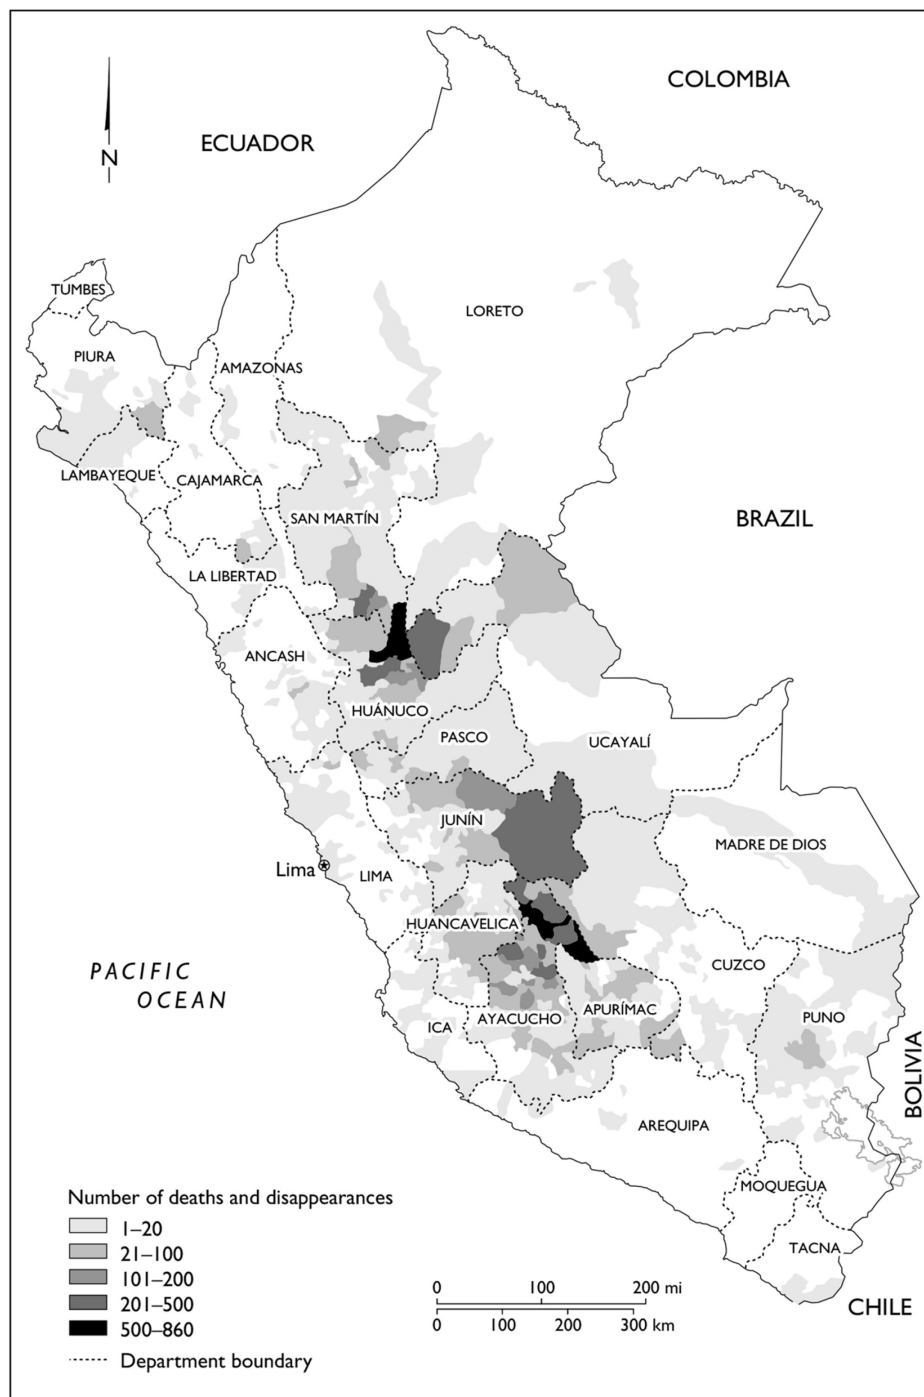 COLOMBIA
ECUADOR
N
TUMBES
LORETO
PIURA
AMAZONAS
LAMBAYEQUE
CAJAMARCA
BRAZIL
SAN MARTÍN
LA LIBERTAD
ANCASH
HUÁNUCO
PASCO
UCAYALÍ
JUNÍN
MADRE DE DIOS
Lima
LIMA
HUANCAVELICA
CUZCO
PACIFIC
OCEAN
ICA
AYACUCHO
APURÍMAC
PUNO
BOLIVIA
AREQUIPA
MOQUEGUA
TACNA
CHILE
Number of deaths and disappearances
1–20
21–100
101–200
201–500
500–860
Department boundary
0 100 200 mi
0 100 200 300 km